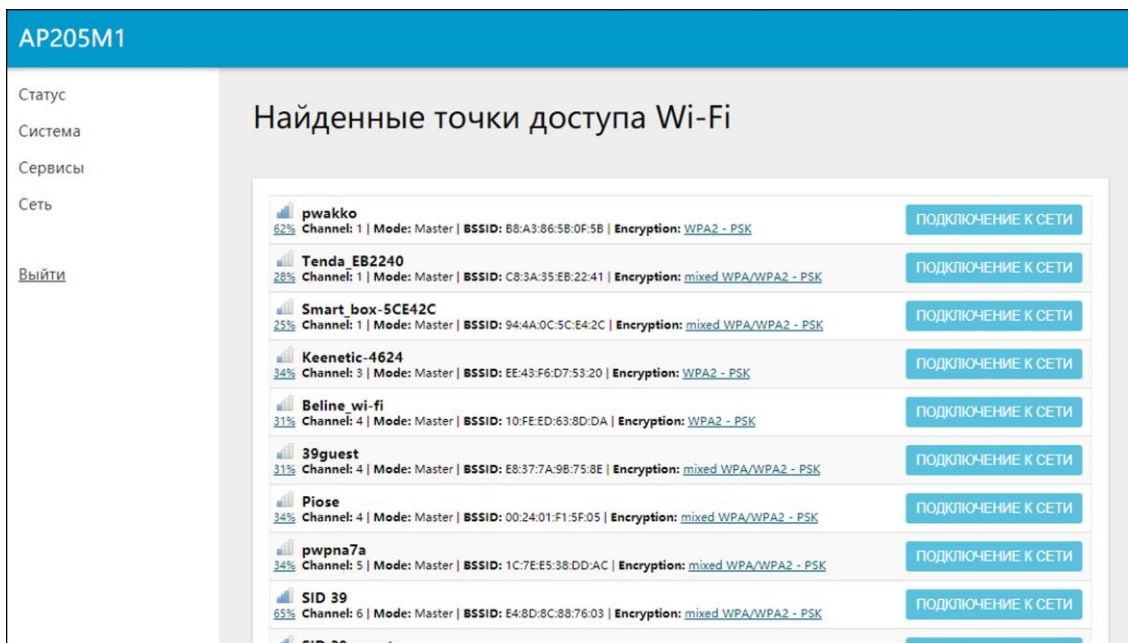 AP205M1
Статус
Система
Сервисы
Сеть
Выйти
Найденные точки доступа Wi-Fi
pwakko
62% Channel: 1 | Mode: Master | BSSID: B8:A3:86:5B:0F:5B | Encryption: WPA2 - PSK
ПОДКЛЮЧЕНИЕ К СЕТИ
Tenda_EB2240
28% Channel: 1 | Mode: Master | BSSID: C8:3A:35:EB:22:41 | Encryption: mixed WPA/WPA2 - PSK
ПОДКЛЮЧЕНИЕ К СЕТИ
Smart_box-5CE42C
25% Channel: 1 | Mode: Master | BSSID: 94:4A:0C:5C:E4:2C | Encryption: mixed WPA/WPA2 - PSK
ПОДКЛЮЧЕНИЕ К СЕТИ
Keenetic-4624
34% Channel: 3 | Mode: Master | BSSID: EE:43:F6:D7:53:20 | Encryption: WPA2 - PSK
ПОДКЛЮЧЕНИЕ К СЕТИ
Beline_wi-fi
31% Channel: 4 | Mode: Master | BSSID: 10:FE:ED:63:8D:DA | Encryption: WPA2 - PSK
ПОДКЛЮЧЕНИЕ К СЕТИ
39guest
31% Channel: 4 | Mode: Master | BSSID: E8:37:7A:9B:75:8E | Encryption: mixed WPA/WPA2 - PSK
ПОДКЛЮЧЕНИЕ К СЕТИ
Piose
34% Channel: 4 | Mode: Master | BSSID: 00:24:01:F1:5F:05 | Encryption: mixed WPA/WPA2 - PSK
ПОДКЛЮЧЕНИЕ К СЕТИ
pwpna7a
34% Channel: 5 | Mode: Master | BSSID: 1C:7E:E5:38:DD:AC | Encryption: mixed WPA/WPA2 - PSK
ПОДКЛЮЧЕНИЕ К СЕТИ
SID 39
65% Channel: 6 | Mode: Master | BSSID: E4:8D:8C:88:76:03 | Encryption: mixed WPA/WPA2 - PSK
ПОДКЛЮЧЕНИЕ К СЕТИ